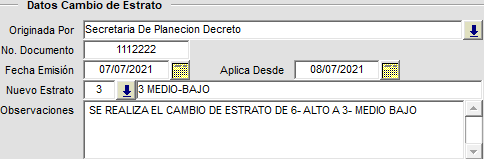 Datos Cambio de Estrato
Originada Por Secretaria De Planecion Decreto
No. Documento 1112222
Fecha Emisión 07/07/2021 Aplica Desde 08/07/2021
Nuevo Estrato 3 3 MEDIO-BAJO
Observaciones SE REALIZA EL CAMBIO DE ESTRATO DE 6- ALTO A 3- MEDIO BAJO